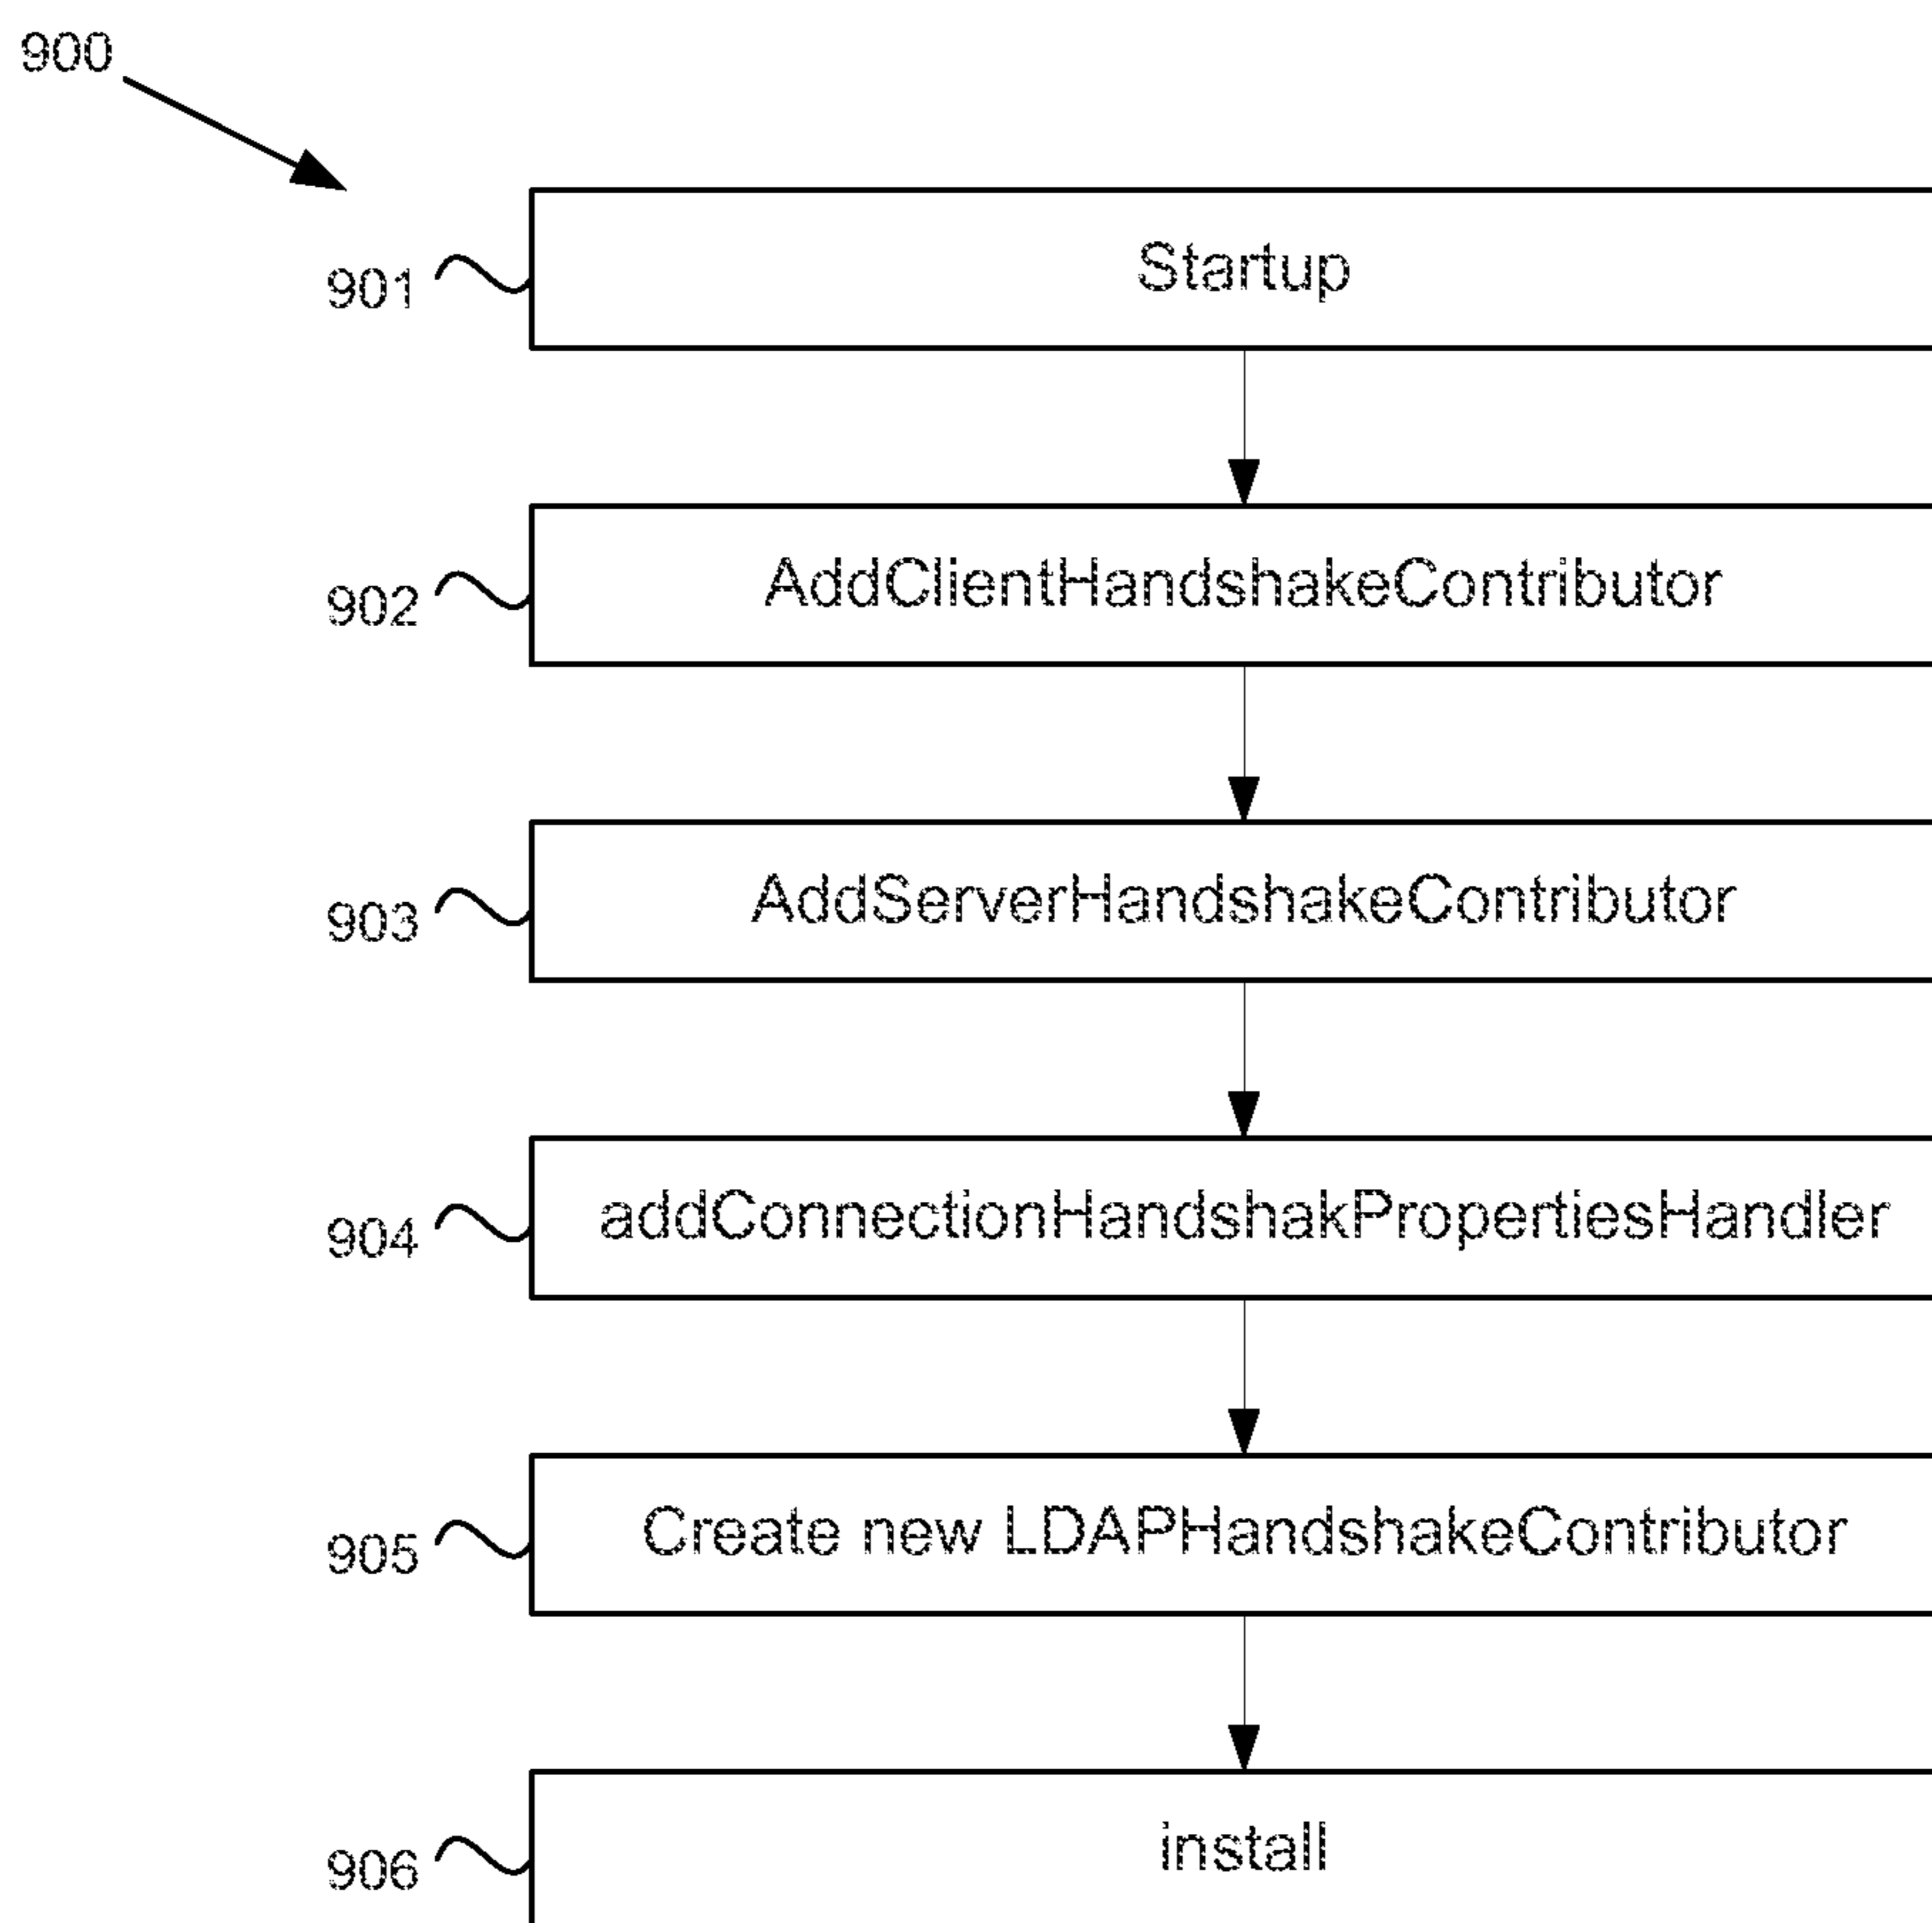 900
901 Startup
902 AddClientHandshakeContributor
903 AddServerHandshakeContributor
904 addConnectionHandshakPropertiesHandler
905 Create new LDAPHandshakeContributor
906 install